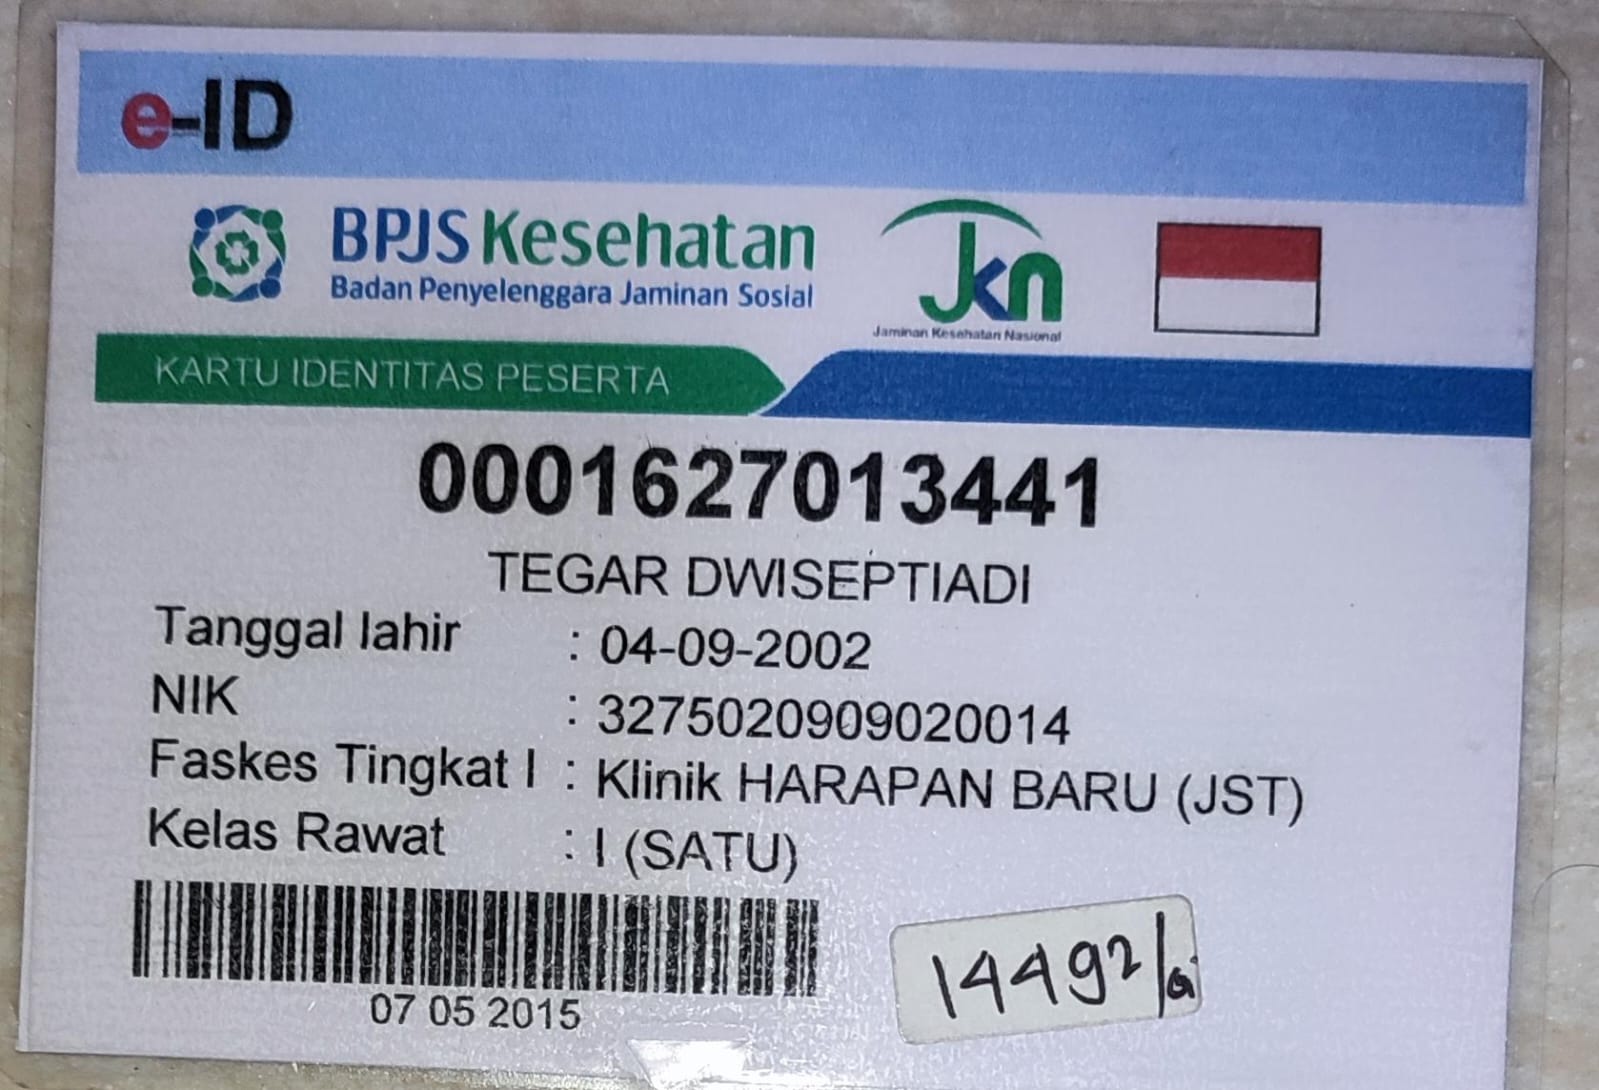 e-ID
BPJS Kesehatan
Badan Penyelenggara Jaminan Sosial
Jkn
Jaminan Kesehatan Nasional
KARTU IDENTITAS PESERTA
0001627013441
TEGAR DWISEPTIADI
Tanggal lahir : 04-09-2002
NIK : 3275020909020014
Faskes Tingkat I : Klinik HARAPAN BARU (JST)
Kelas Rawat : I (SATU)
07 05 2015
14492/